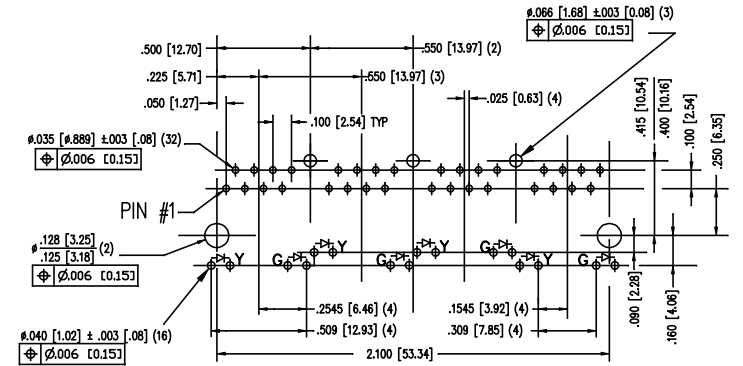 ø.066 [1.68] ±.003 [0.08] (3)
⌖ Ø.006 [0.15]
.500 [12.70]
.550 [13.97] (2)
.225 [5.71]
.550 [13.97] (3)
.050 [1.27]
.025 [0.63] (4)
.415 [10.54]
.400 [10.16]
.100 [2.54]
.250 [6.35]
.100 [2.54] TYP
ø.035 [ø.889] ±.003 [.08] (32)
⌖ Ø.006 [0.15]
PIN #1
ø .128 [3.25]
.125 [3.18] (2)
⌖ Ø.006 [0.15]
Y Y G Y
G G Y G
ø.040 [1.02] ± .003 [.08] (16)
⌖ Ø.006 [0.15]
.2545 [6.46] (4)
.1545 [3.92] (4)
.509 [12.93] (4)
.309 [7.85] (4)
.090 [2.28]
.160 [4.06]
2.100 [53.34]